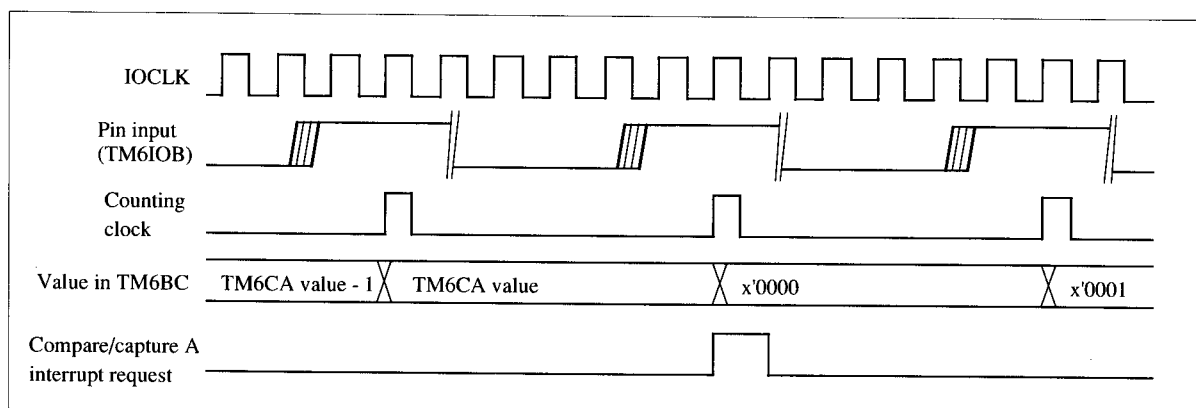 IOCLK
Pin input
(TM6IOB)
Counting
clock
Value in TM6BC
TM6CA value - 1
TM6CA value
x'0000
x'0001
Compare/capture A
interrupt request